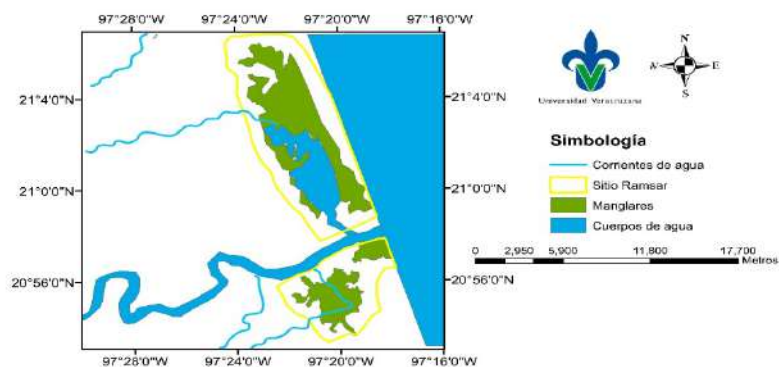 97°28'0"W 97°24'0"W 97°20'0"W 97°16'0"W
21°4'0"N
21°0'0"N
20°56'0"N
21°4'0"N
21°0'0"N
20°56'0"N
97°28'0"W 97°24'0"W 97°20'0"W 97°16'0"W
Universidad Veracruzana
N
W E
S
Simbología
Corrientes de agua
Sitio Ramsar
Manglares
Cuerpos de agua
0 2,950 5,900 11,800 17,700
Metros